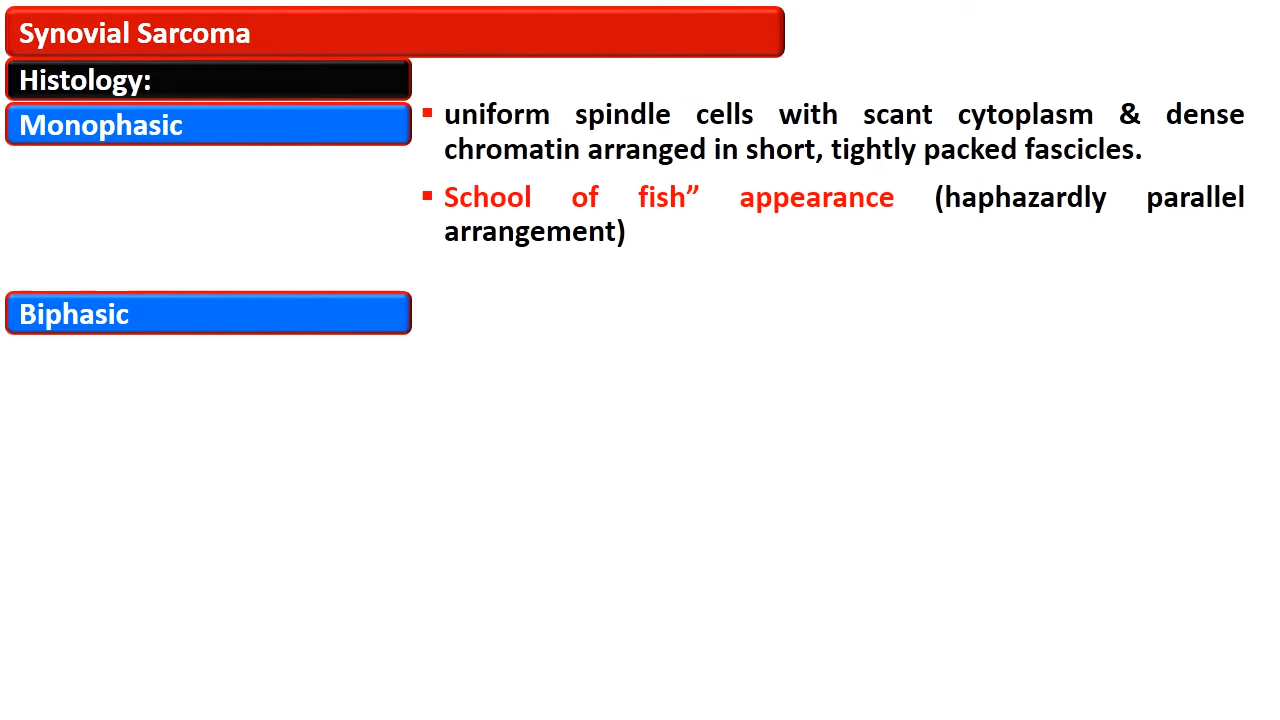 Synovial Sarcoma
Histology:
Monophasic
▪ uniform spindle cells with scant cytoplasm & dense
chromatin arranged in short, tightly packed fascicles.
▪ School of fish” appearance (haphazardly parallel
arrangement)
Biphasic